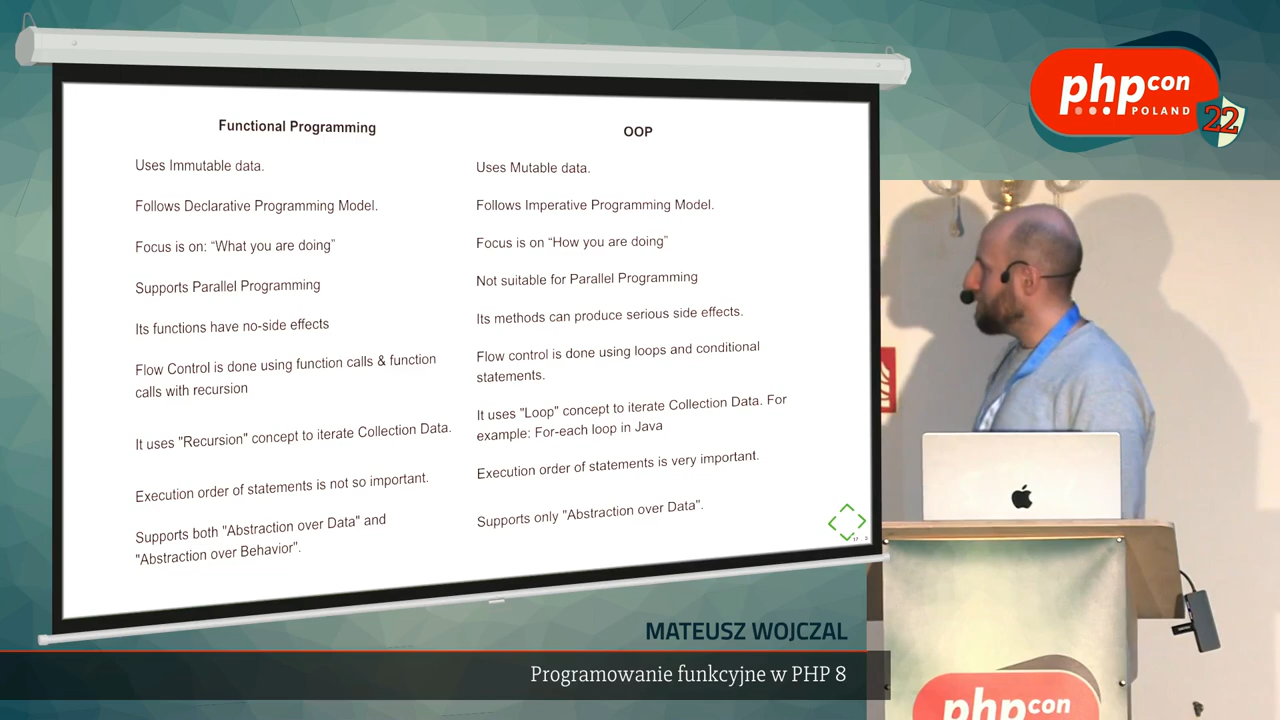 Functional Programming
Uses Immutable data.
Follows Declarative Programming Model.
Focus is on: “What you are doing”
Supports Parallel Programming
Its functions have no-side effects
Flow Control is done using function calls & function
calls with recursion
It uses "Recursion" concept to iterate Collection Data.
Execution order of statements is not so important.
Supports both "Abstraction over Data" and
"Abstraction over Behavior".
OOP
Uses Mutable data.
Follows Imperative Programming Model.
Focus is on “How you are doing”
Not suitable for Parallel Programming
Its methods can produce serious side effects.
Flow control is done using loops and conditional
statements.
It uses "Loop" concept to iterate Collection Data. For
example: For-each loop in Java
Execution order of statements is very important.
Supports only "Abstraction over Data".
phpcon
POLAND
22
MATEUSZ WOJCZAL
Programowanie funkcyjne w PHP 8
phpcon